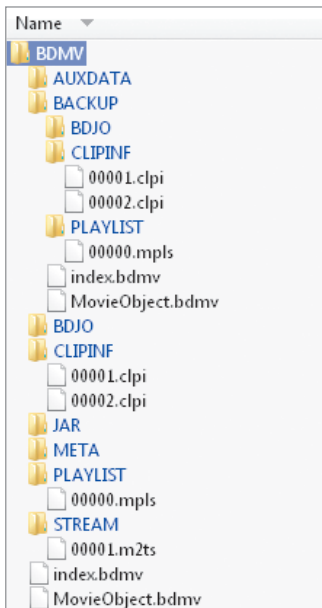 Name
BDMV
AUXDATA
BACKUP
BDJO
CLIPINF
00001.clpi
00002.clpi
PLAYLIST
00000.mpls
index.bdmv
MovieObject.bdmv
BDJO
CLIPINF
00001.clpi
00002.clpi
JAR
META
PLAYLIST
00000.mpls
STREAM
00001.m2ts
index.bdmv
MovieObject.bdmv